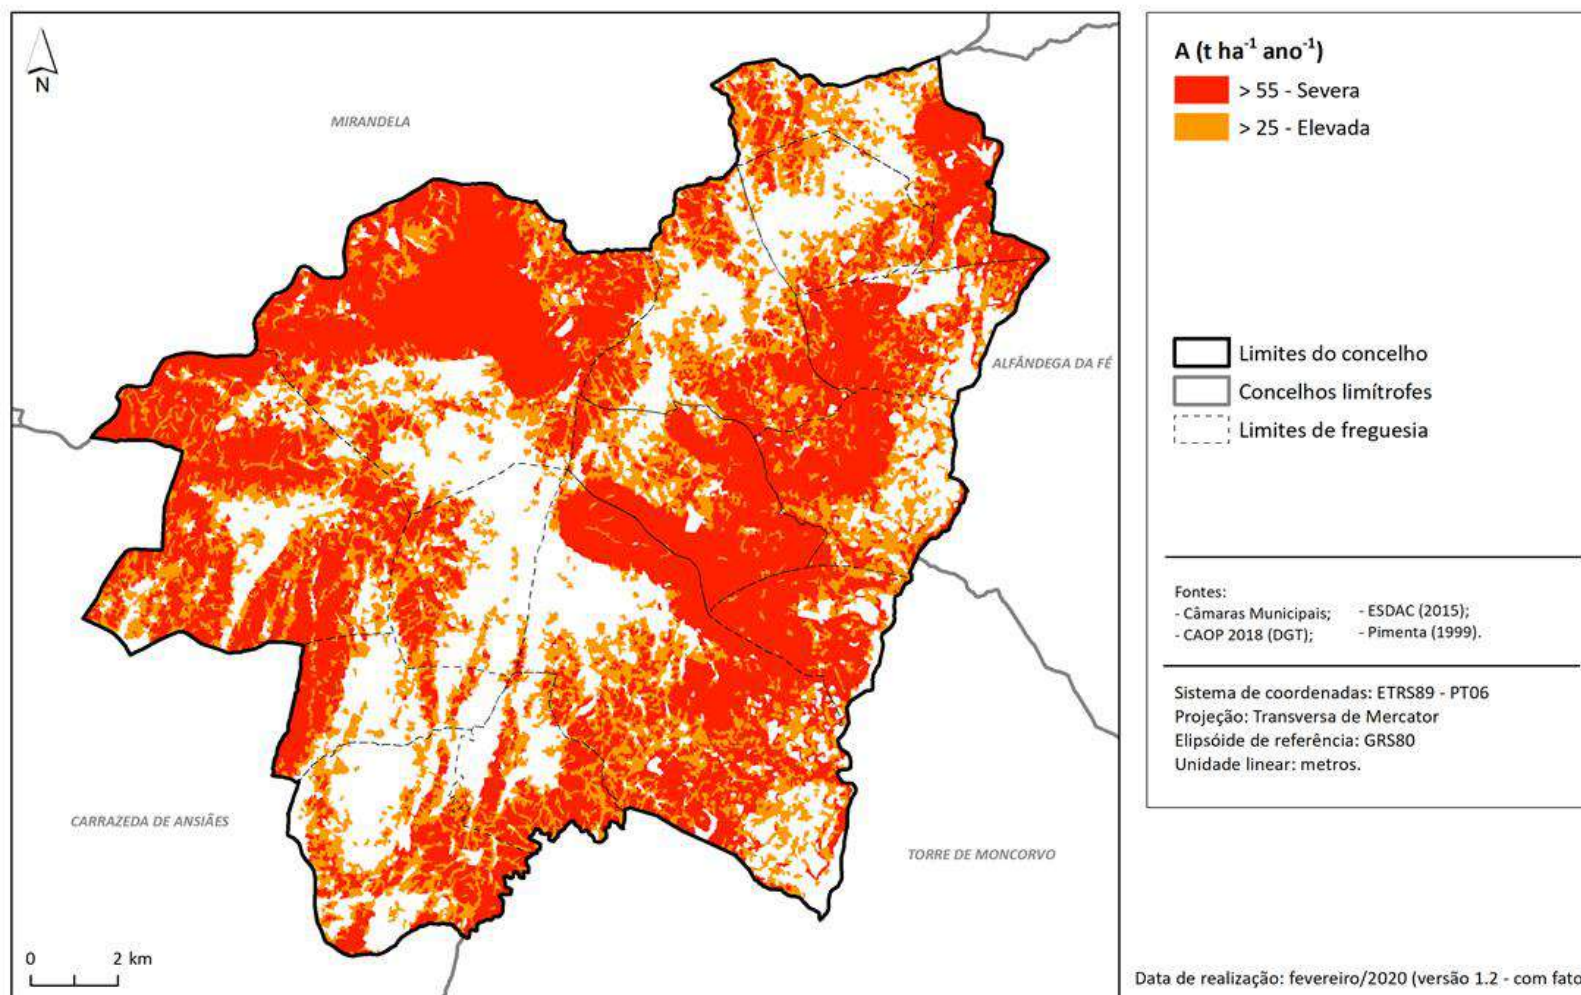 N
MIRANDELA
ALFÂNDEGA DA FÉ
CARRAZEDA DE ANSIÃES
TORRE DE MONCORVO
0 2 km
A (t ha⁻¹ ano⁻¹)
> 55 - Severa
> 25 - Elevada
Limites do concelho
Concelhos limítrofes
Limites de freguesia
Fontes:
- Câmaras Municipais; - ESDAC (2015);
- CAOP 2018 (DGT); - Pimenta (1999).
Sistema de coordenadas: ETRS89 - PT06
Projeção: Transversa de Mercator
Elipsóide de referência: GRS80
Unidade linear: metros.
Data de realização: fevereiro/2020 (versão 1.2 - com fato